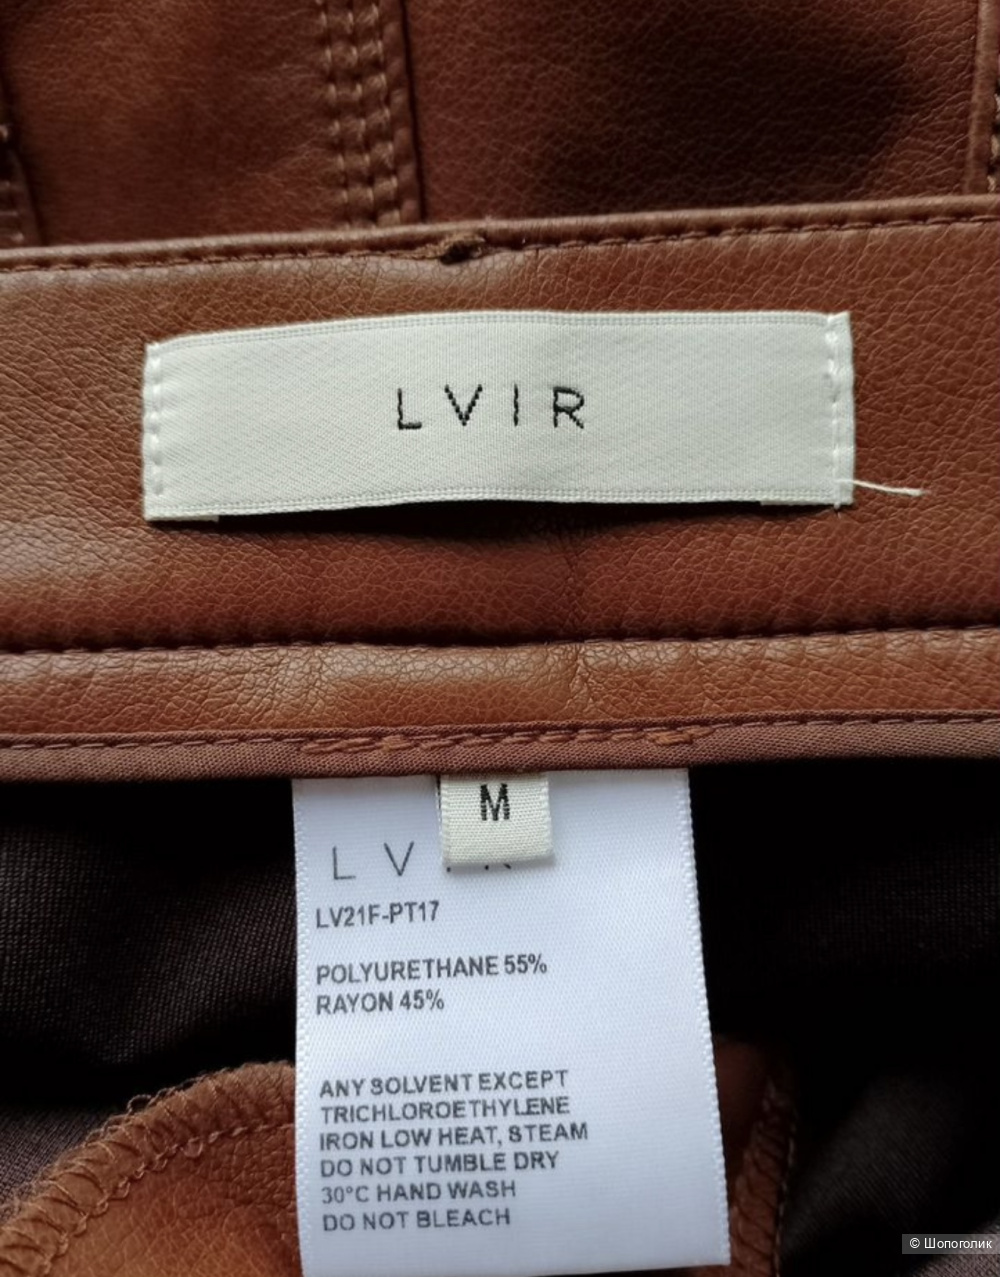 LVIR
M
L V
LV21F-PT17
POLYURETHANE 55%
RAYON 45%
ANY SOLVENT EXCEPT
TRICHLOROETHYLENE
IRON LOW HEAT, STEAM
DO NOT TUMBLE DRY
30°C HAND WASH
DO NOT BLEACH
© Шопоголик